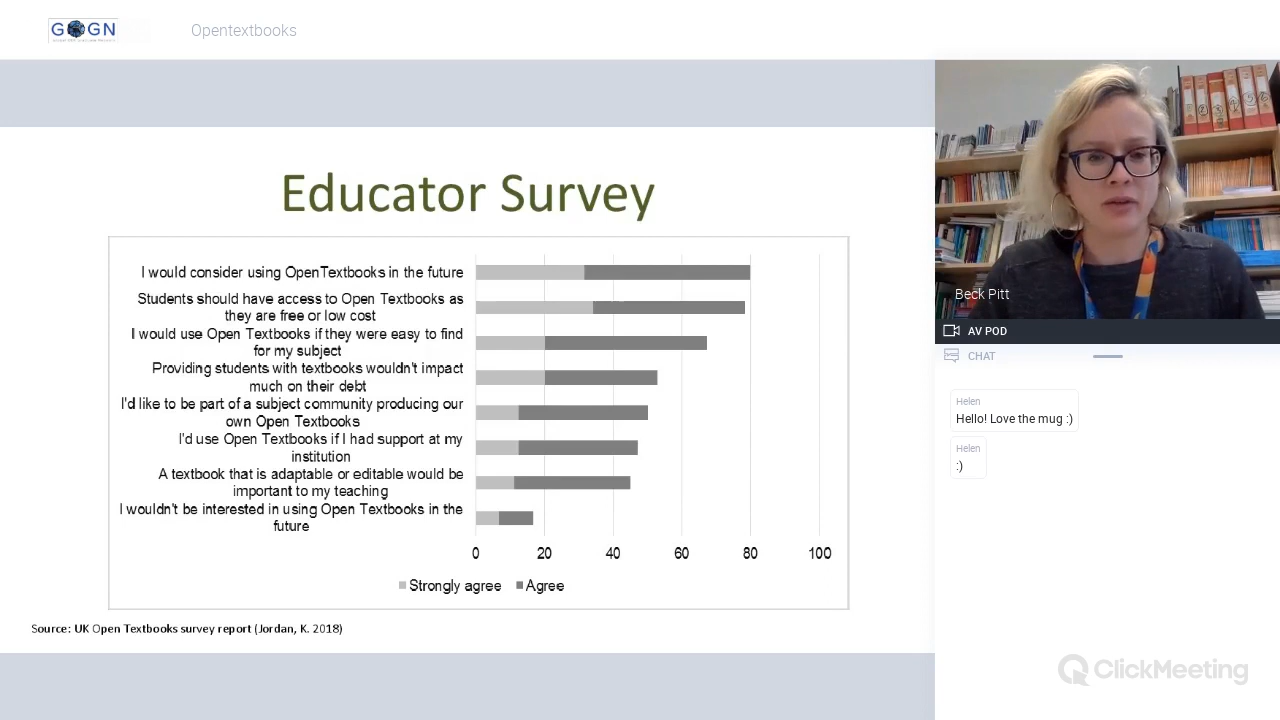 GOGN
Opentextbooks
Educator Survey
I would consider using OpenTextbooks in the future
Students should have access to Open Textbooks as
they are free or low cost
I would use Open Textbooks if they were easy to find
for my subject
Providing students with textbooks wouldn't impact
much on their debt
I'd like to be part of a subject community producing our
own Open Textbooks
I'd use Open Textbooks if I had support at my
institution
A textbook that is adaptable or editable would be
important to my teaching
I wouldn't be interested in using Open Textbooks in the
future
0 20 40 60 80 100
Strongly agree Agree
Source: UK Open Textbooks survey report (Jordan, K. 2018)
Beck Pitt
AV POD
CHAT
Helen
Hello! Love the mug :)
Helen
:)
ClickMeeting